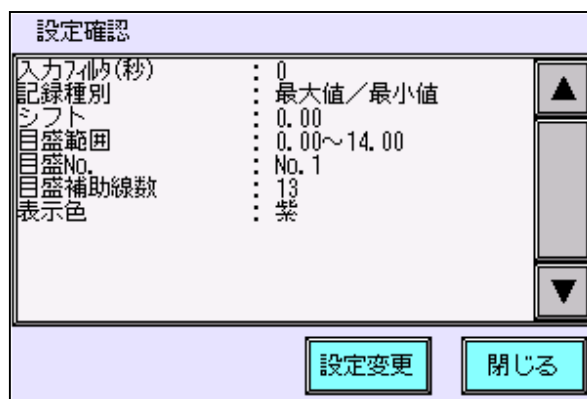 設定確認
入力フィルタ(秒) : 0
記録種別 : 最大値／最小値
シフト : 0.00
目盛範囲 : 0.00～14.00
目盛No. : No.1
目盛補助線数 : 13
表示色 : 紫
設定変更
閉じる